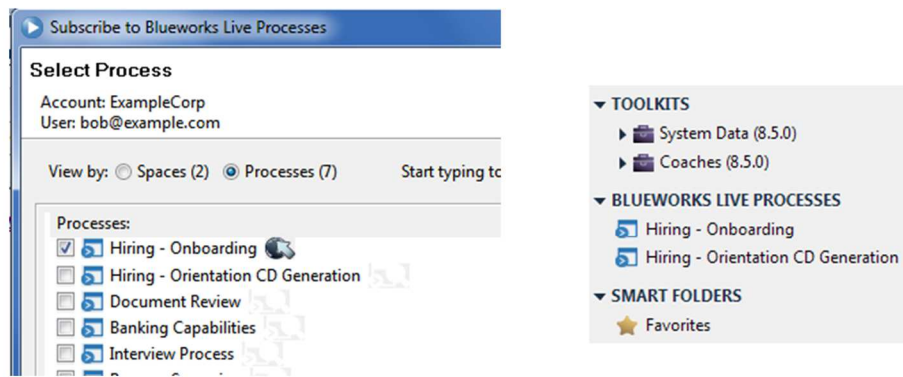 Subscribe to Blueworks Live Processes
Select Process
Account: ExampleCorp
User: bob@example.com
View by: Spaces (2) Processes (7) Start typing to
Processes:
Hiring - Onboarding
Hiring - Orientation CD Generation
Document Review
Banking Capabilities
Interview Process
TOOLKITS
System Data (8.5.0)
Coaches (8.5.0)
BLUEWORKS LIVE PROCESSES
Hiring - Onboarding
Hiring - Orientation CD Generation
SMART FOLDERS
Favorites